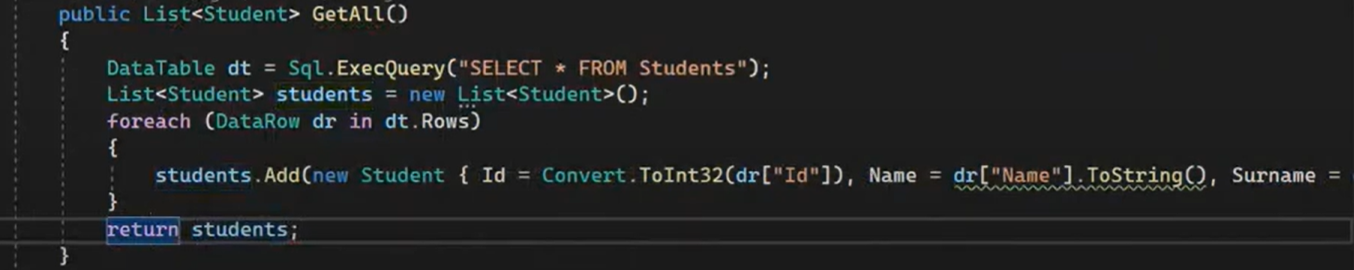 public List<Student> GetAll()
{
DataTable dt = Sql.ExecQuery("SELECT * FROM Students");
List<Student> students = new List<Student>();
foreach (DataRow dr in dt.Rows)
{
students.Add(new Student { Id = Convert.ToInt32(dr["Id"]), Name = dr["Name"].ToString(), Surname =
}
return students;
}